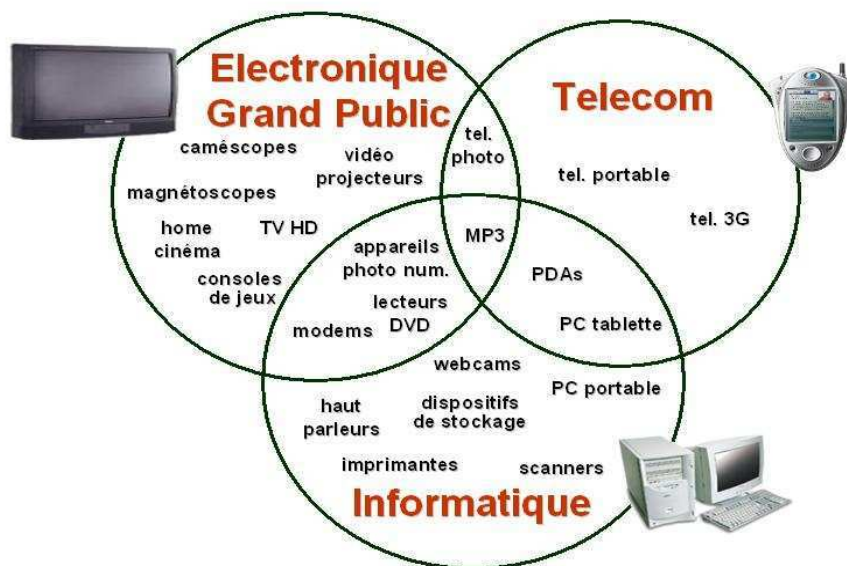 Electronique
Grand Public
Telecom
caméscopes
vidéo
projecteurs
tel.
photo
tel. portable
magnétoscopes
tel. 3G
home
cinéma
TV HD
appareils
photo num.
MP3
consoles
de jeux
PDAs
lecteurs
DVD
modems
PC tablette
webcams
PC portable
haut
parleurs
dispositifs
de stockage
imprimantes
scanners
Informatique